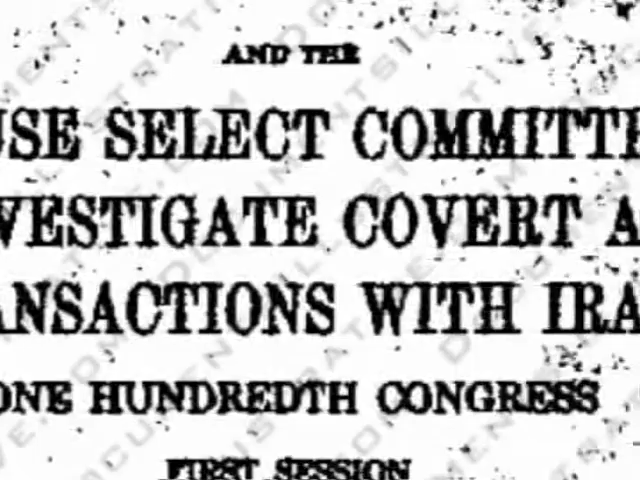 AND THE
USE SELECT COMMITTE
VESTIGATE COVERT A
ANSACTIONS WITH IRA
ONE HUNDREDTH CONGRESS
FIRST SESSION